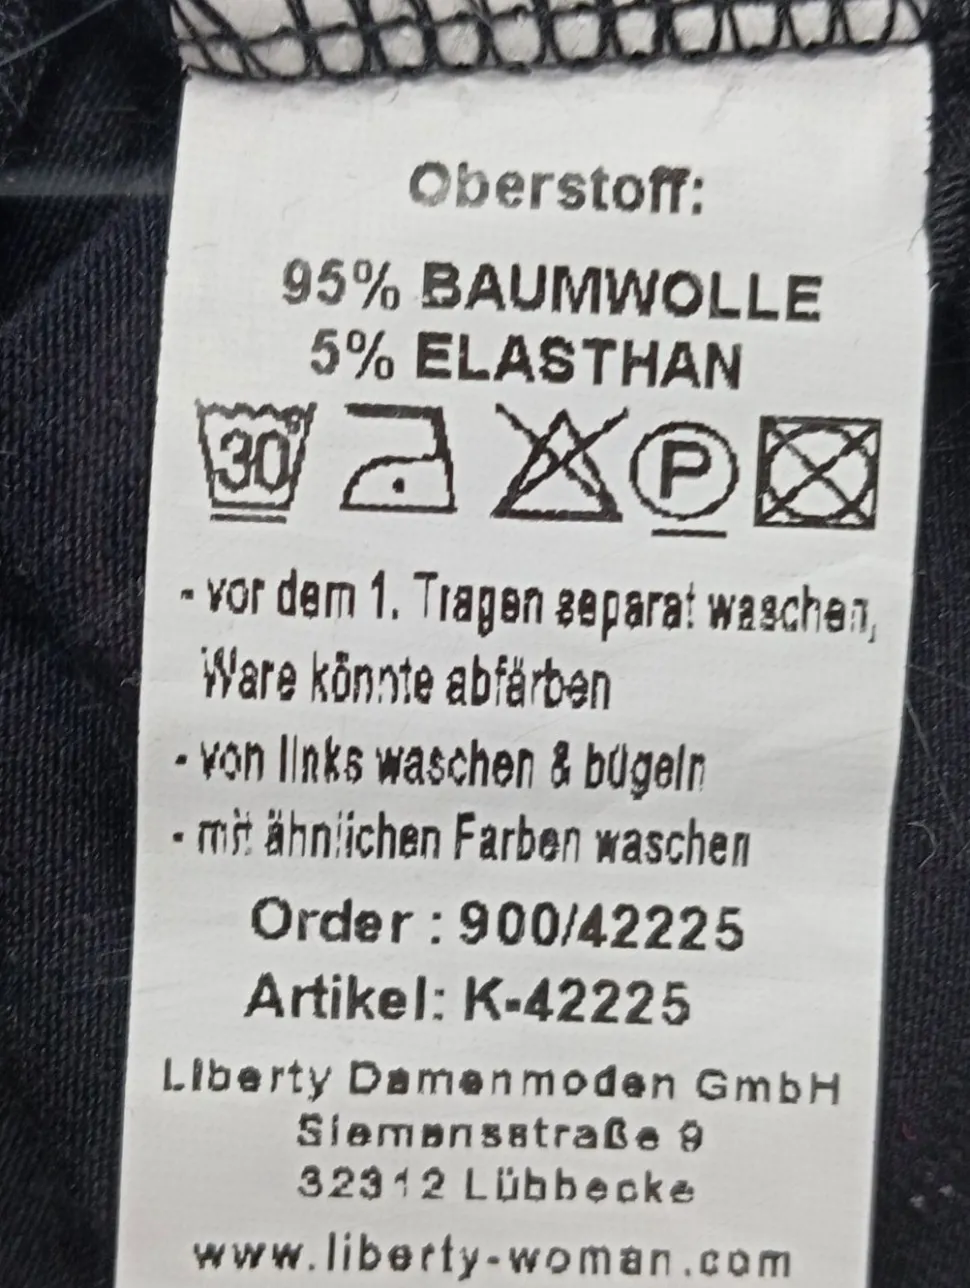 Oberstoff:
95% BAUMWOLLE
5% ELASTHAN
30°
P
- vor dem 1. Tragen separat waschen,
Ware könnte abfärben
- von links waschen & bügeln
- mit ähnlichen Farben waschen
Order : 900/42225
Artikel: K-42225
Liberty Damenmoden GmbH
Siemensstraße 9
32312 Lübbecke
www.liberty-woman.com